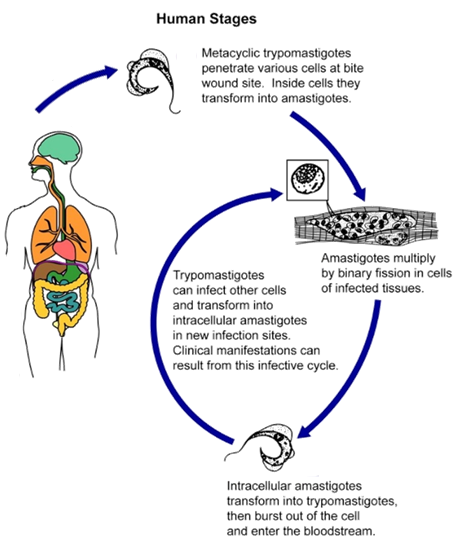 Human Stages
Metacyclic trypomastigotes
penetrate various cells at bite
wound site. Inside cells they
transform into amastigotes.
Amastigotes multiply
by binary fission in cells
of infected tissues.
Trypomastigotes
can infect other cells
and transform into
intracellular amastigotes
in new infection sites.
Clinical manifestations can
result from this infective cycle.
Intracellular amastigotes
transform into trypomastigotes,
then burst out of the cell
and enter the bloodstream.